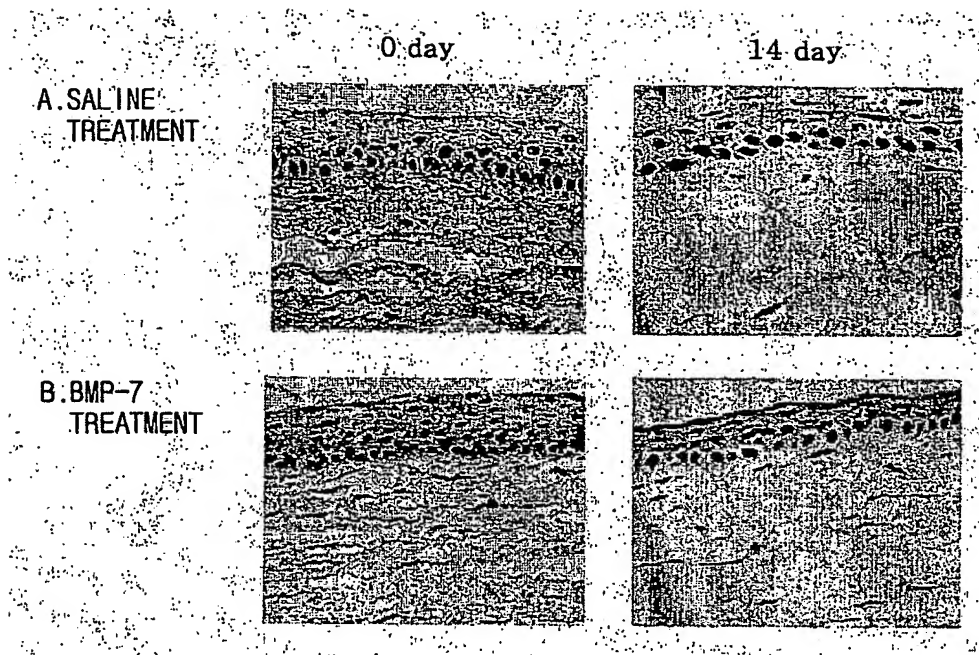 0 day
14 day
A.SALINE
TREATMENT
B.BMP-7
TREATMENT